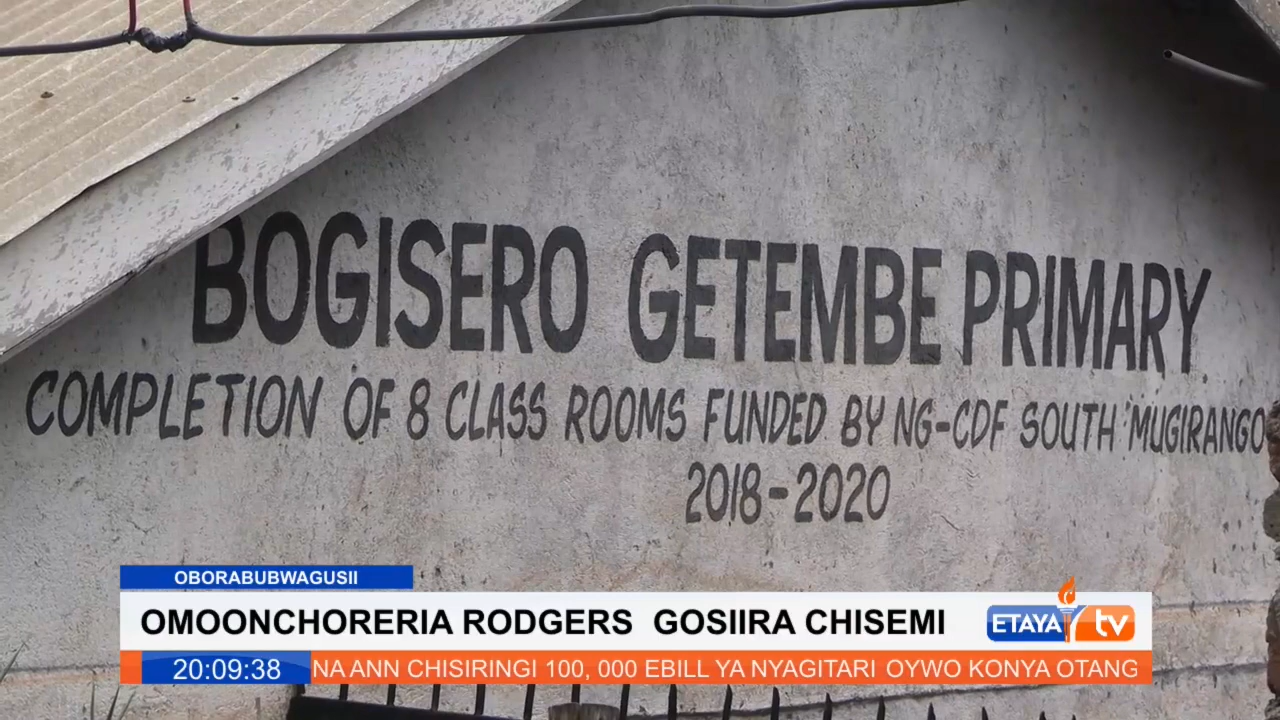 BOGISERO GETEMBE PRIMARY
COMPLETION OF 8 CLASS ROOMS FUNDED BY NG-CDF SOUTH MUGIRANGO
2018-2020
OBORABUBWAGUSII
OMOONCHORERIA RODGERS GOSIIRA CHISEMI
ETAYA tv
20:09:38 NA ANN CHISIRINGI 100, 000 EBILL YA NYAGITARI OYWO KONYA OTANG